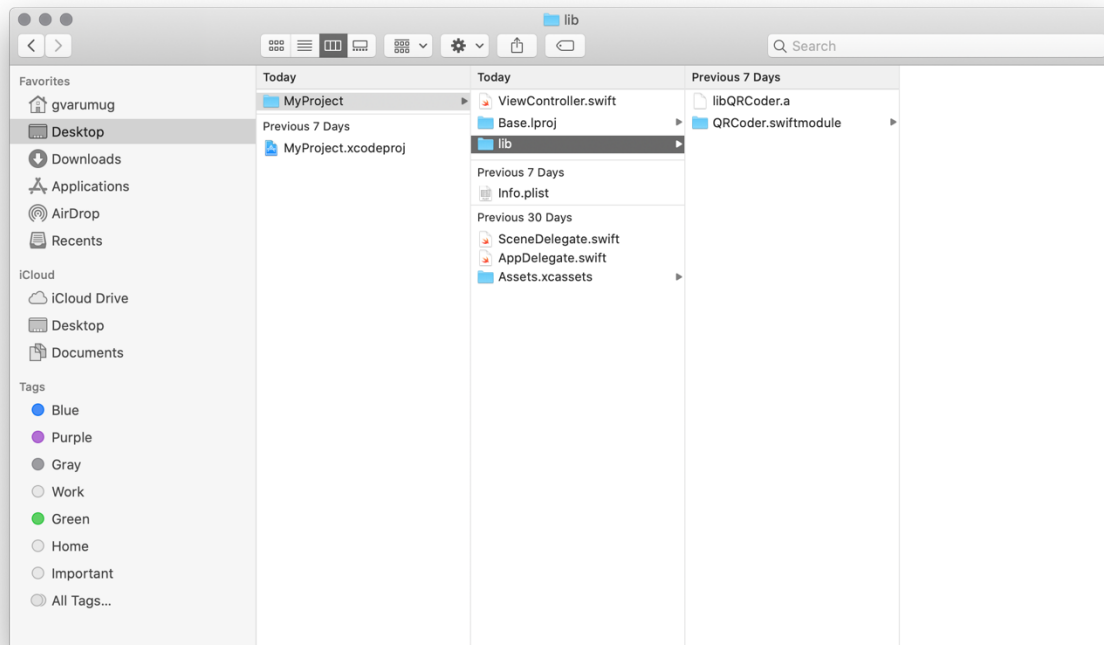 lib
Search
Favorites
gvarumug
Desktop
Downloads
Applications
AirDrop
Recents
iCloud
iCloud Drive
Desktop
Documents
Tags
Blue
Purple
Gray
Work
Green
Home
Important
All Tags...
Today
MyProject
Previous 7 Days
MyProject.xcodeproj
Today
ViewController.swift
Base.lproj
lib
Previous 7 Days
Info.plist
Previous 30 Days
SceneDelegate.swift
AppDelegate.swift
Assets.xcassets
Previous 7 Days
libQRCoder.a
QRCoder.swiftmodule